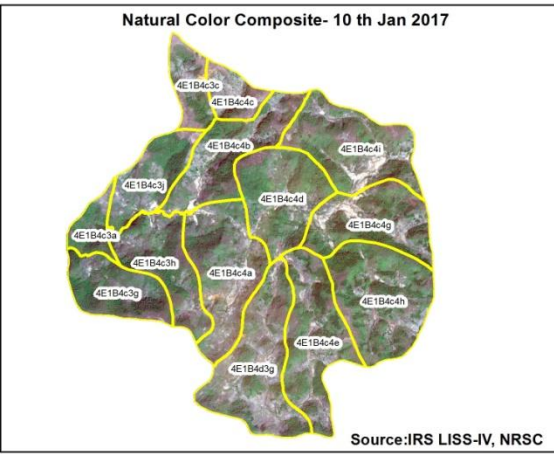 Natural Color Composite- 10 th Jan 2017
4E1B4c3c
4E1B4c4c
4E1B4c4b
4E1B4c4i
4E1B4c3j
4E1B4c4d
4E1B4c4g
4E1B4c3a
4E1B4c3h
4E1B4c4a
4E1B4c3g
4E1B4c4h
4E1B4c4e
4E1B4d3g
Source:IRS LISS-IV, NRSC